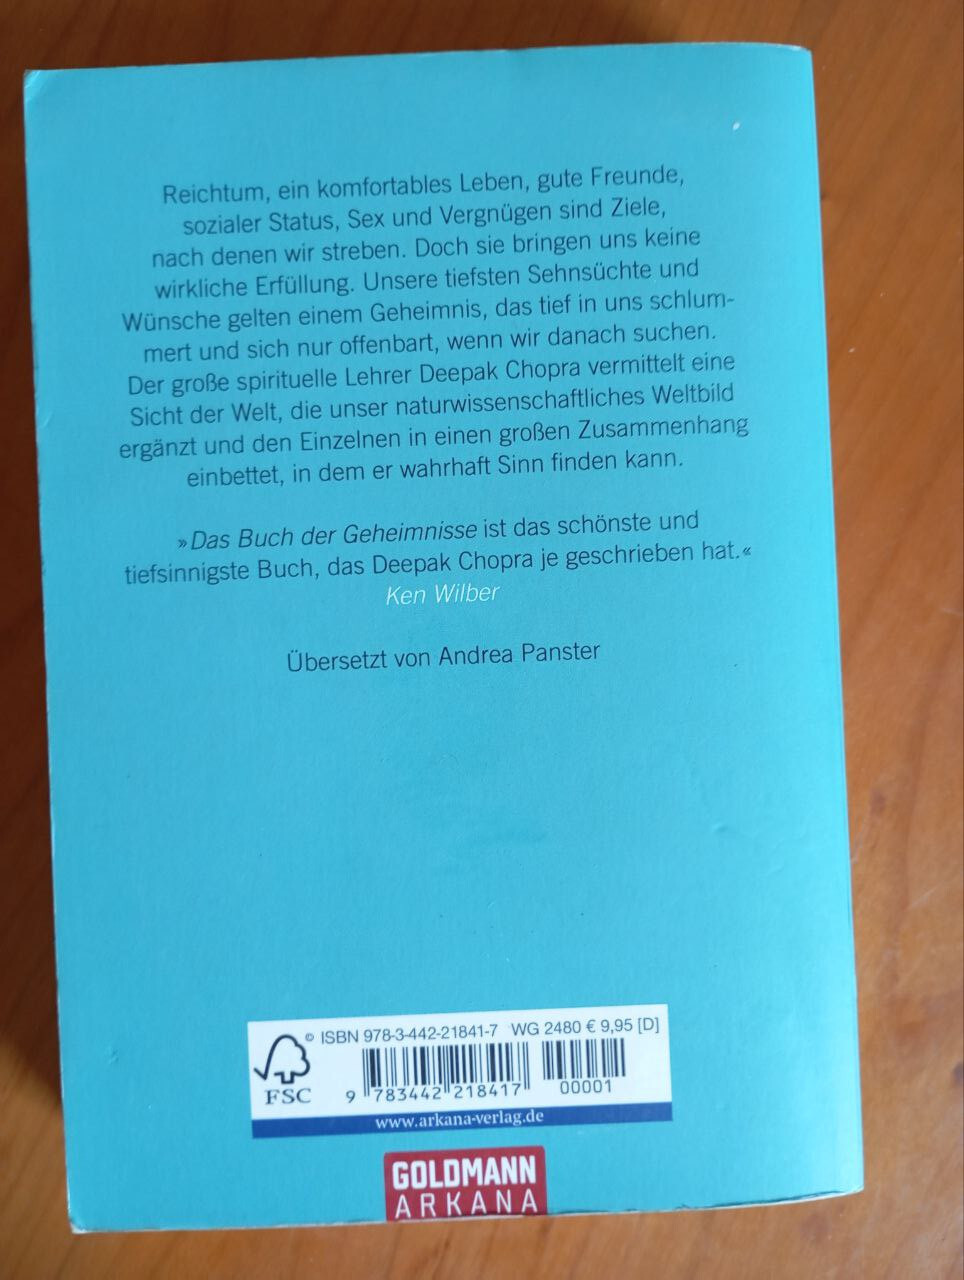 Reichtum, ein komfortables Leben, gute Freunde,
sozialer Status, Sex und Vergnügen sind Ziele,
nach denen wir streben. Doch sie bringen uns keine
wirkliche Erfüllung. Unsere tiefsten Sehnsüchte und
Wünsche gelten einem Geheimnis, das tief in uns schlum-
mert und sich nur offenbart, wenn wir danach suchen.
Der große spirituelle Lehrer Deepak Chopra vermittelt eine
Sicht der Welt, die unser naturwissenschaftliches Weltbild
ergänzt und den Einzelnen in einen großen Zusammenhang
einbettet, in dem er wahrhaft Sinn finden kann.
»Das Buch der Geheimnisse ist das schönste und
tiefsinnigste Buch, das Deepak Chopra je geschrieben hat.«
Ken Wilber
Übersetzt von Andrea Panster
© ISBN 978-3-442-21841-7 WG 2480 € 9,95 [D]
FSC
9 783442 218417 00001
www.arkana-verlag.de
GOLDMANN
ARKANA